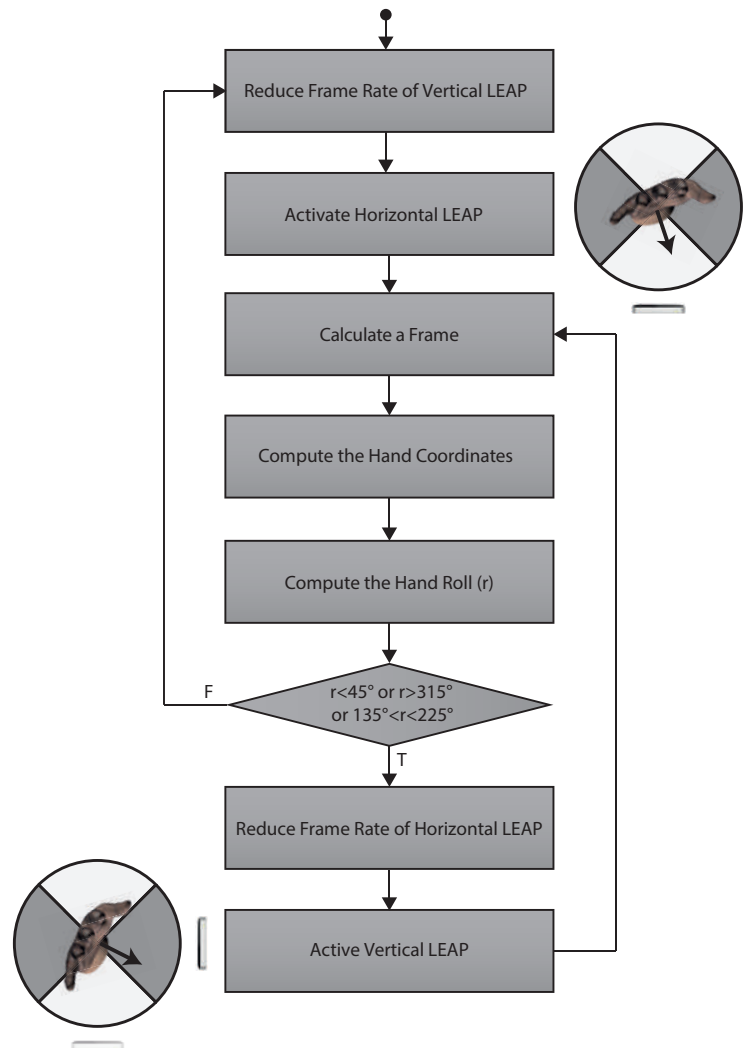 Reduce Frame Rate of Vertical LEAP
Activate Horizontal LEAP
Calculate a Frame
Compute the Hand Coordinates
Compute the Hand Roll (r)
F
r<45° or r>315°
or 135°<r<225°
T
Reduce Frame Rate of Horizontal LEAP
Active Vertical LEAP